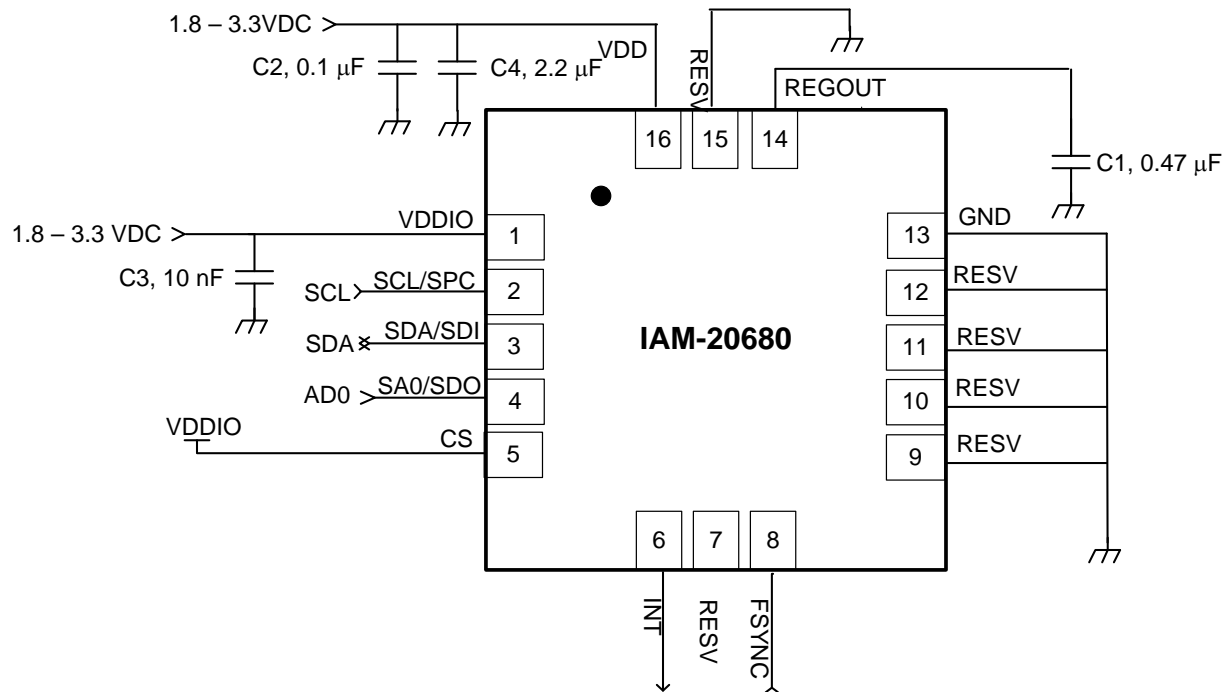 1.8 – 3.3VDC
VDD
RESV
C2, 0.1 μF
C4, 2.2 μF
REGOUT
16
15
14
C1, 0.47 μF
1.8 – 3.3 VDC
VDDIO
1
13
GND
C3, 10 nF
SCL
SCL/SPC
2
12
RESV
SDA
SDA/SDI
3
IAM-20680
11
RESV
AD0
SA0/SDO
4
10
RESV
VDDIO
CS
5
9
RESV
6
7
8
INT
RESV
FSYNC